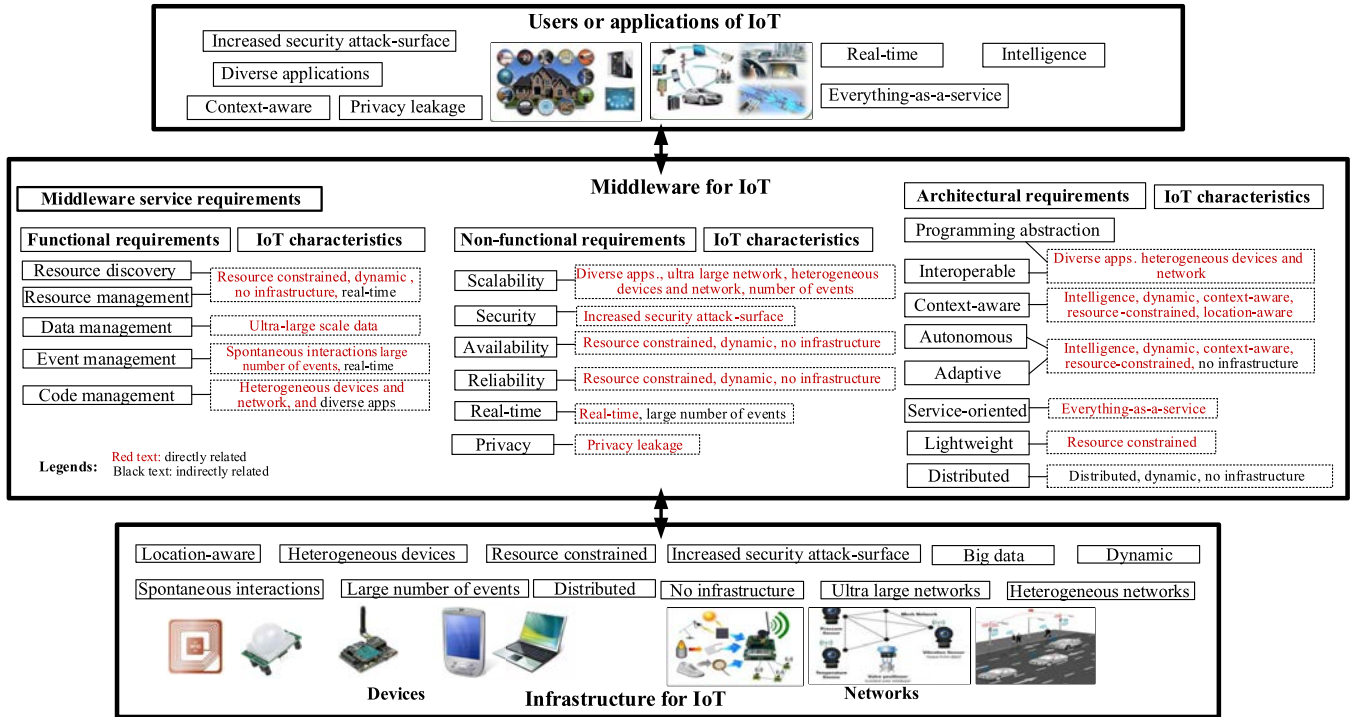 Users or applications of IoT
Increased security attack-surface
Diverse applications
Context-aware
Privacy leakage
Real-time
Intelligence
Everything-as-a-service
Middleware for IoT
Middleware service requirements
Functional requirements
IoT characteristics
Resource discovery
Resource management
Resource constrained, dynamic ,
no infrastructure, real-time
Data management
Ultra-large scale data
Event management
Spontaneous interactions large
number of events, real-time
Code management
Heterogeneous devices and
network, and diverse apps
Legends:
Red text: directly related
Black text: indirectly related
Non-functional requirements
IoT characteristics
Scalability
Diverse apps., ultra large network, heterogeneous
devices and network, number of events
Security
Increased security attack-surface
Availability
Resource constrained, dynamic, no infrastructure
Reliability
Resource constrained, dynamic, no infrastructure
Real-time
Real-time, large number of events
Privacy
Privacy leakage
Architectural requirements
IoT characteristics
Programming abstraction
Interoperable
Diverse apps. heterogeneous devices and
network
Context-aware
Intelligence, dynamic, context-aware,
resource-constrained, location-aware
Autonomous
Adaptive
Intelligence, dynamic, context-aware,
resource-constrained, no infrastructure
Service-oriented
Everything-as-a-service
Lightweight
Resource constrained
Distributed
Distributed, dynamic, no infrastructure
Location-aware
Heterogeneous devices
Resource constrained
Increased security attack-surface
Big data
Dynamic
Spontaneous interactions
Large number of events
Distributed
No infrastructure
Ultra large networks
Heterogeneous networks
Mesh Network
Pressure
Sensor
Vibration Sensor
Temperature
Sensor
Valve positioner
Devices
Infrastructure for IoT
Networks